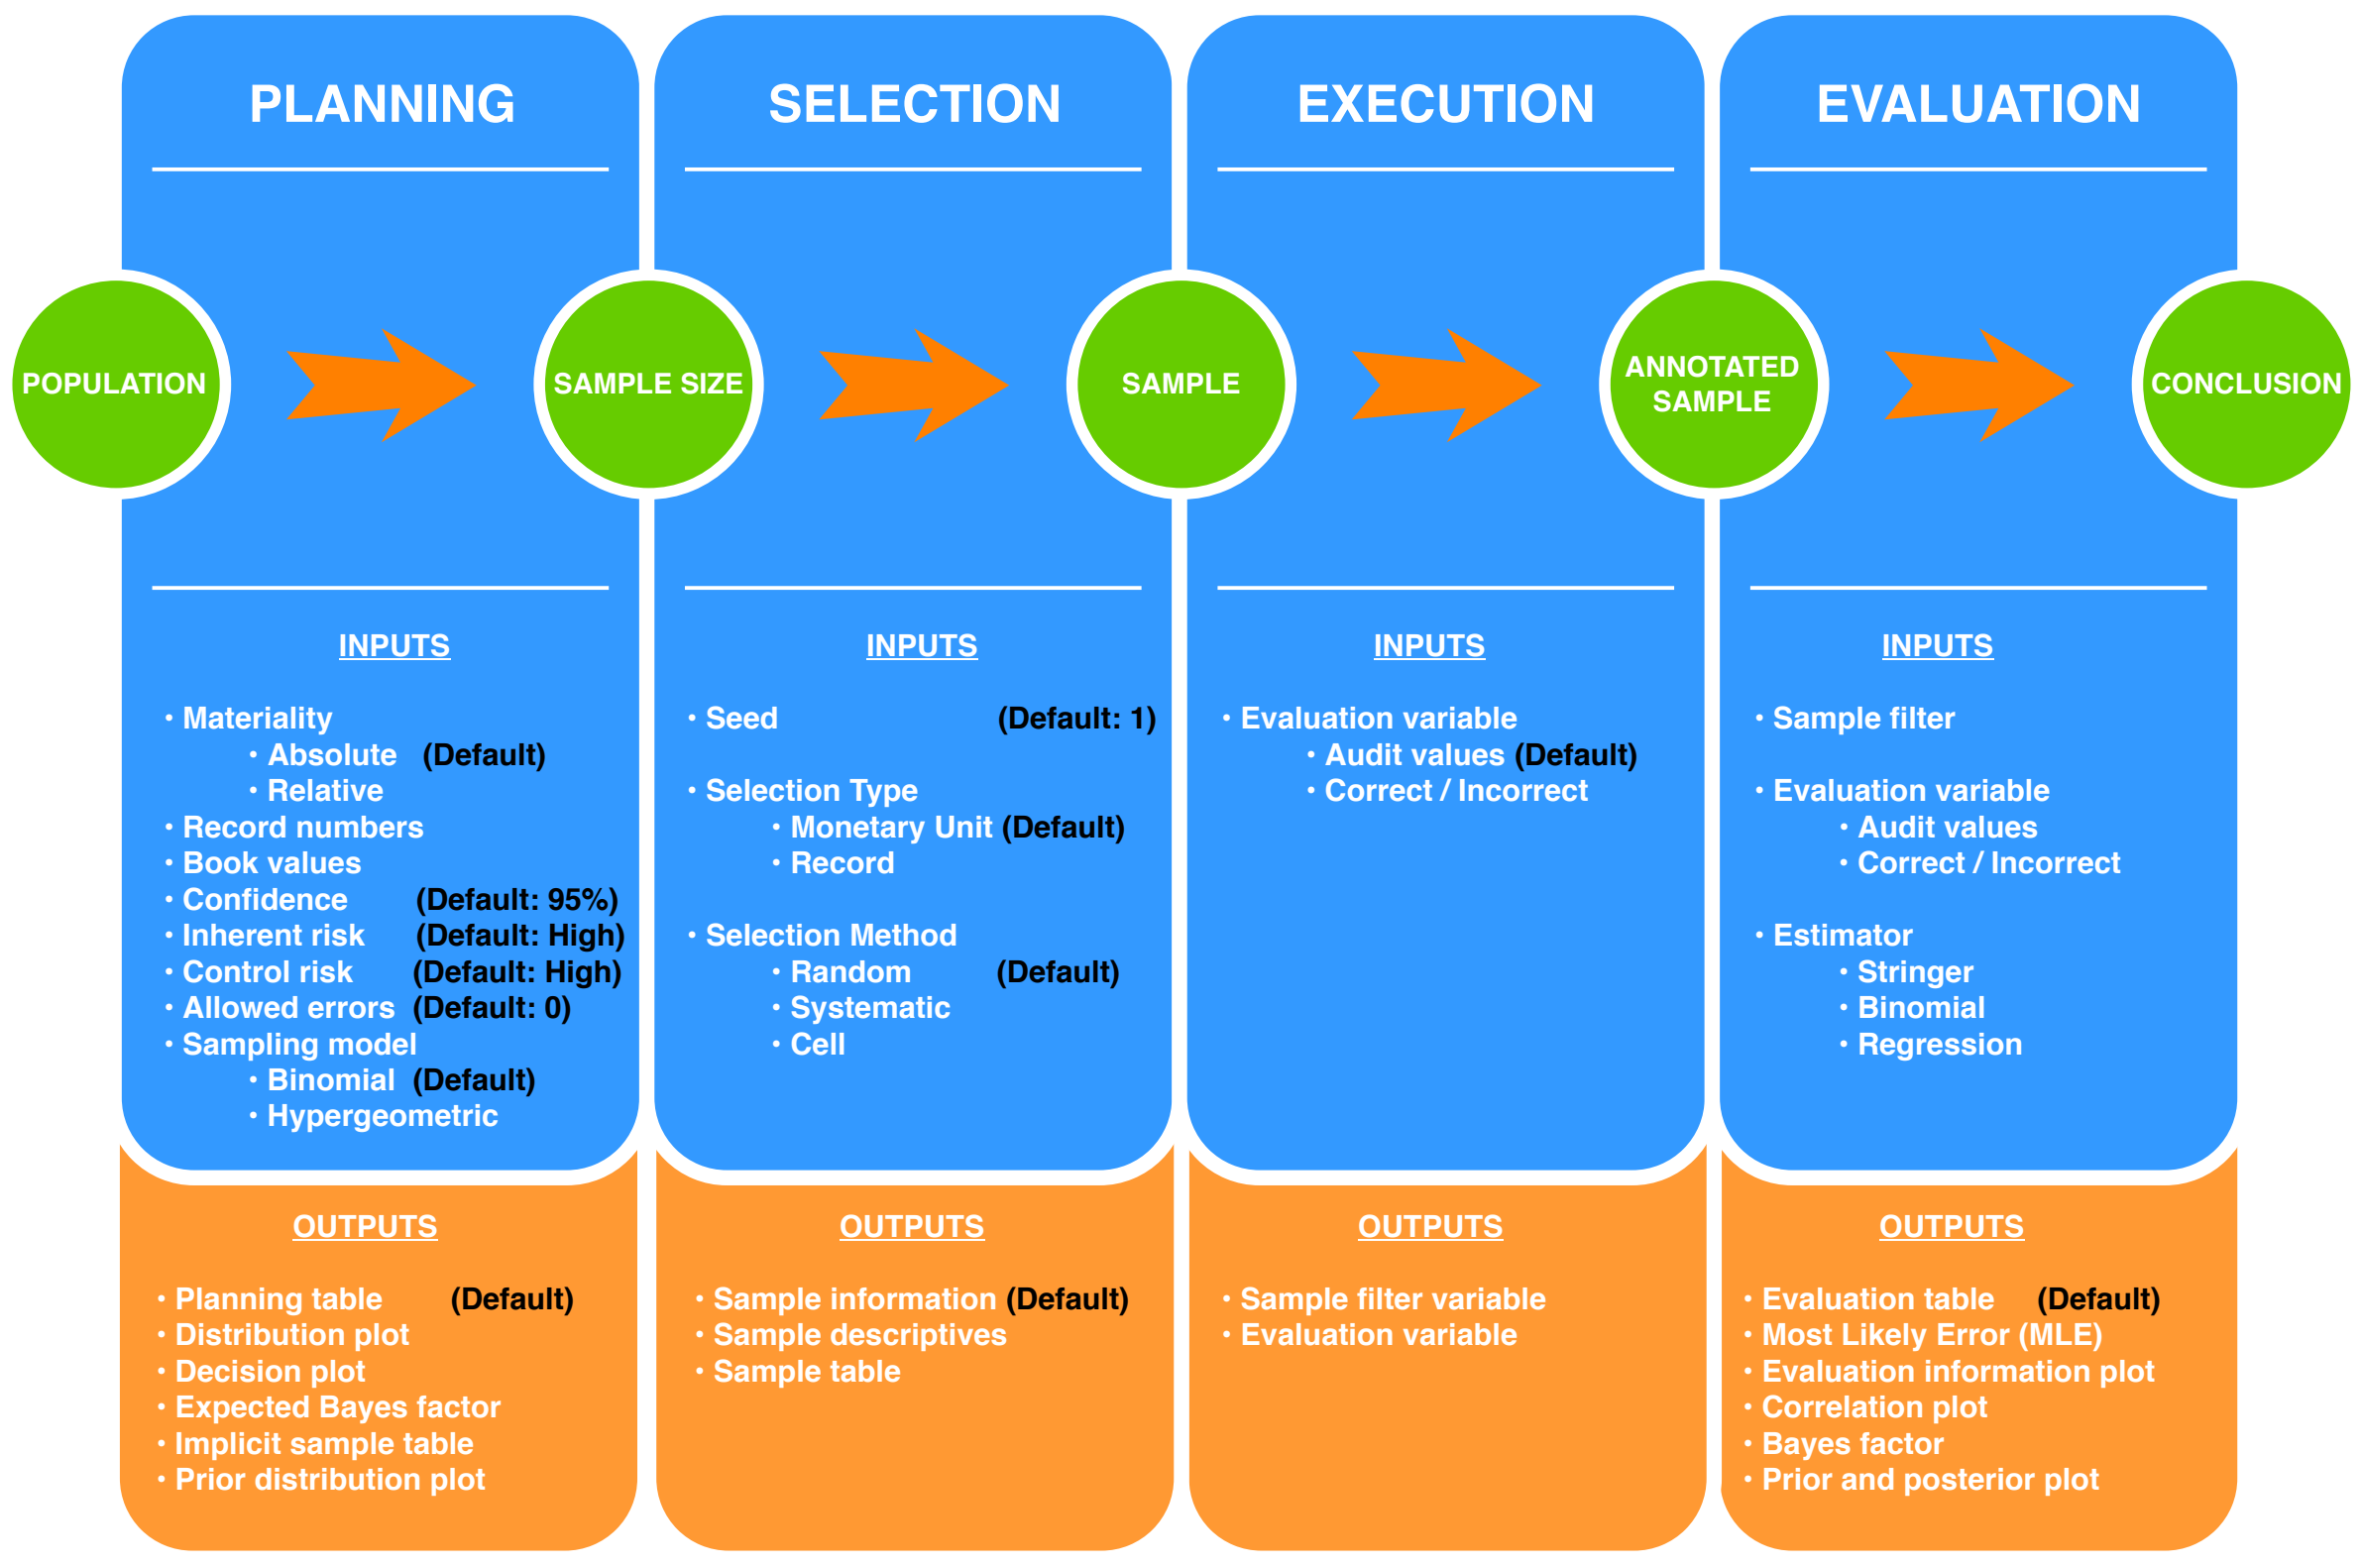 PLANNING
SELECTION
EXECUTION
EVALUATION
POPULATION
SAMPLE SIZE
SAMPLE
ANNOTATED
SAMPLE
CONCLUSION
INPUTS
• Materiality
• Absolute (Default)
• Relative
• Record numbers
• Book values
• Confidence (Default: 95%)
• Inherent risk (Default: High)
• Control risk (Default: High)
• Allowed errors (Default: 0)
• Sampling model
• Binomial (Default)
• Hypergeometric
INPUTS
• Seed (Default: 1)
• Selection Type
• Monetary Unit (Default)
• Record
• Selection Method
• Random (Default)
• Systematic
• Cell
INPUTS
• Evaluation variable
• Audit values (Default)
• Correct / Incorrect
INPUTS
• Sample filter
• Evaluation variable
• Audit values
• Correct / Incorrect
• Estimator
• Stringer
• Binomial
• Regression
OUTPUTS
• Planning table (Default)
• Distribution plot
• Decision plot
• Expected Bayes factor
• Implicit sample table
• Prior distribution plot
OUTPUTS
• Sample information (Default)
• Sample descriptives
• Sample table
OUTPUTS
• Sample filter variable
• Evaluation variable
OUTPUTS
• Evaluation table (Default)
• Most Likely Error (MLE)
• Evaluation information plot
• Correlation plot
• Bayes factor
• Prior and posterior plot